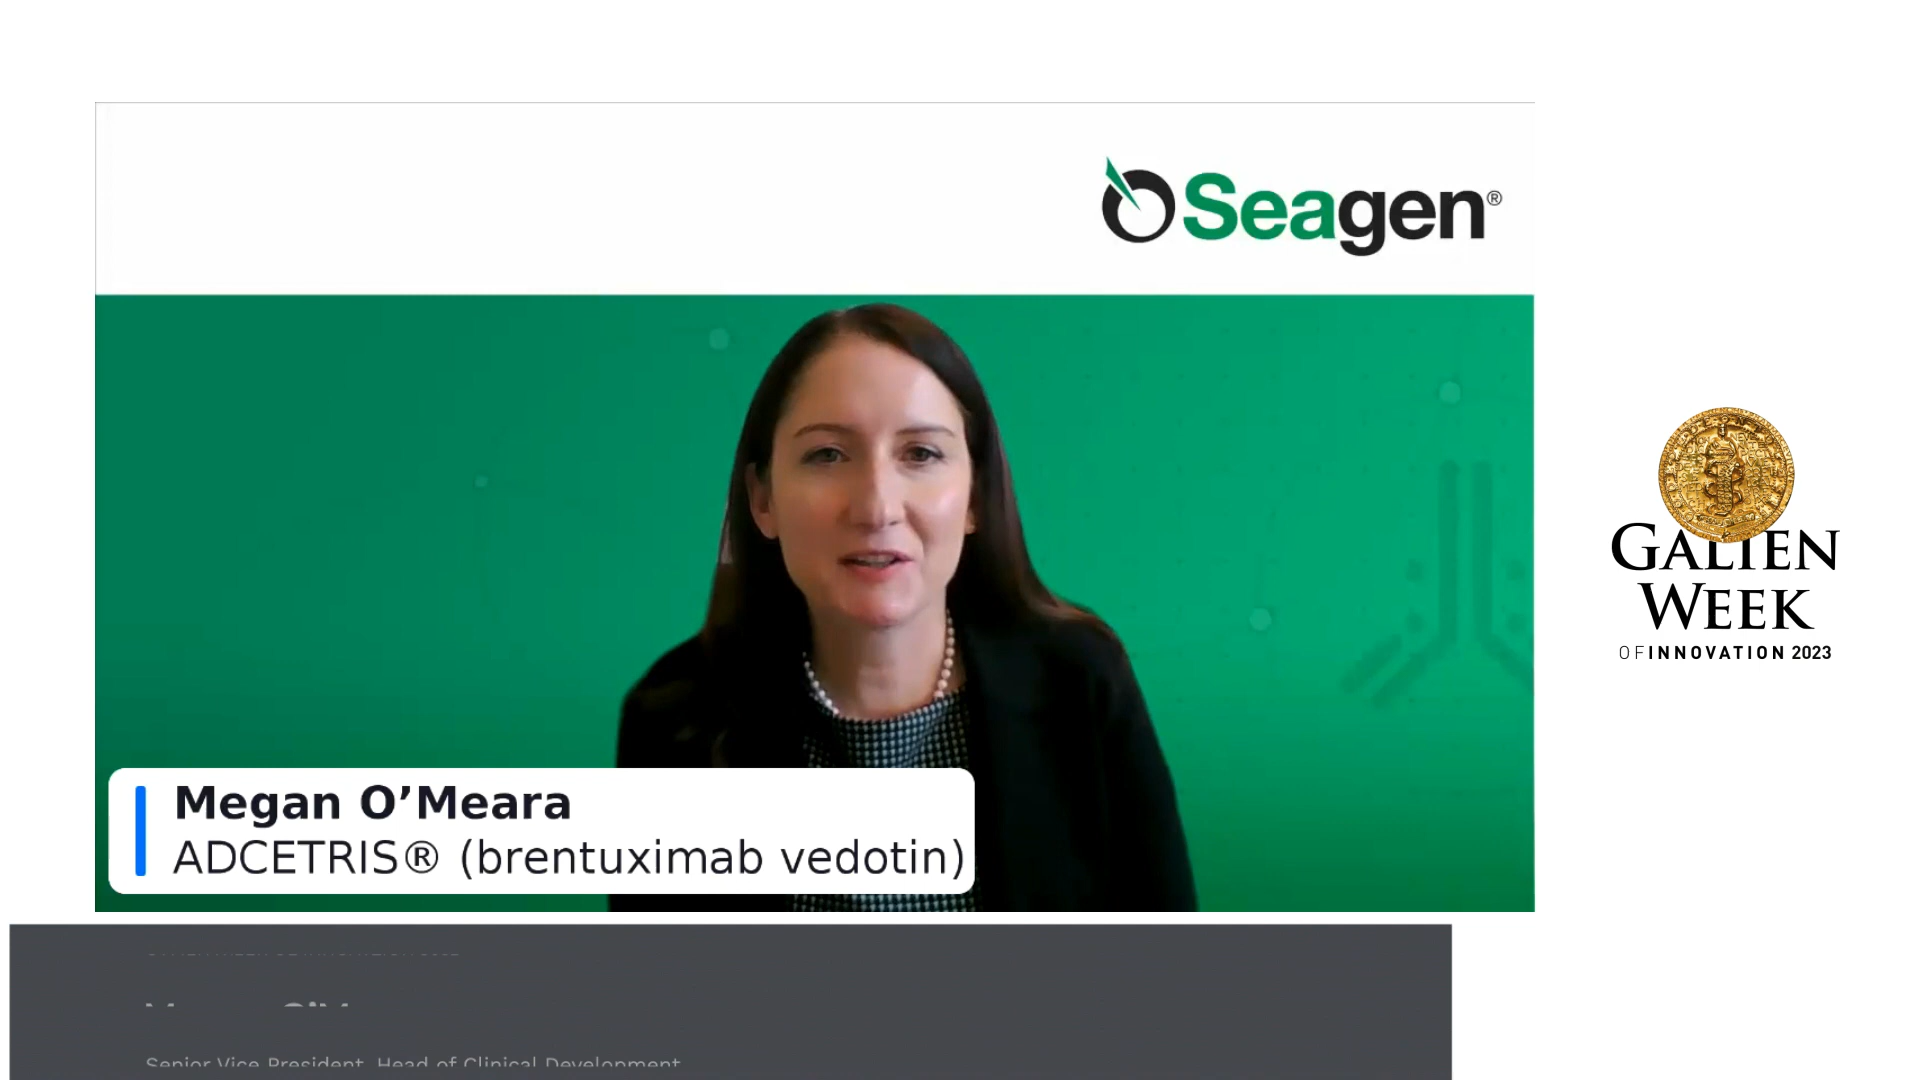 Seagen®
GALIEN
WEEK
OF INNOVATION 2023
Megan O’Meara
ADCETRIS® (brentuximab vedotin)
Senior Vice President, Head of Clinical Development